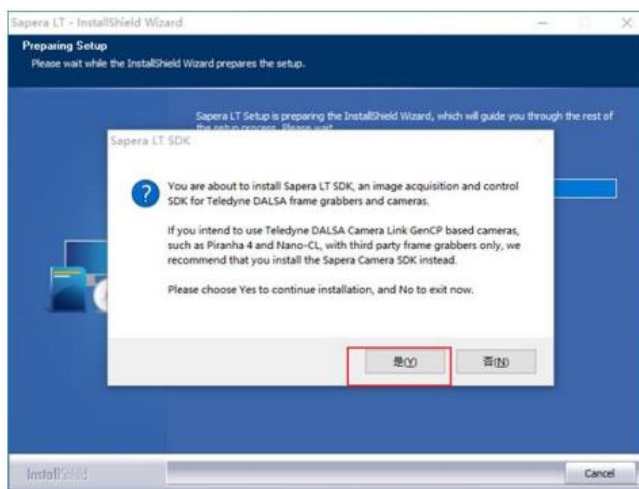 Sapera LT - InstallShield Wizard
Preparing Setup
Please wait while the InstallShield Wizard prepares the setup.
Sapera LT Setup is preparing the InstallShield Wizard, which will guide you through the rest of
the setup process. Please wait.
Sapera LT SDK
You are about to install Sapera LT SDK, an image acquisition and control
SDK for Teledyne DALSA frame grabbers and cameras.
If you intend to use Teledyne DALSA Camera Link GenCP based cameras,
such as Piranha 4 and Nano-CL, with third party frame grabbers only, we
recommend that you install the Sapera Camera SDK instead.
Please choose Yes to continue installation, and No to exit now.
是(Y)
否(N)
InstallShield
Cancel